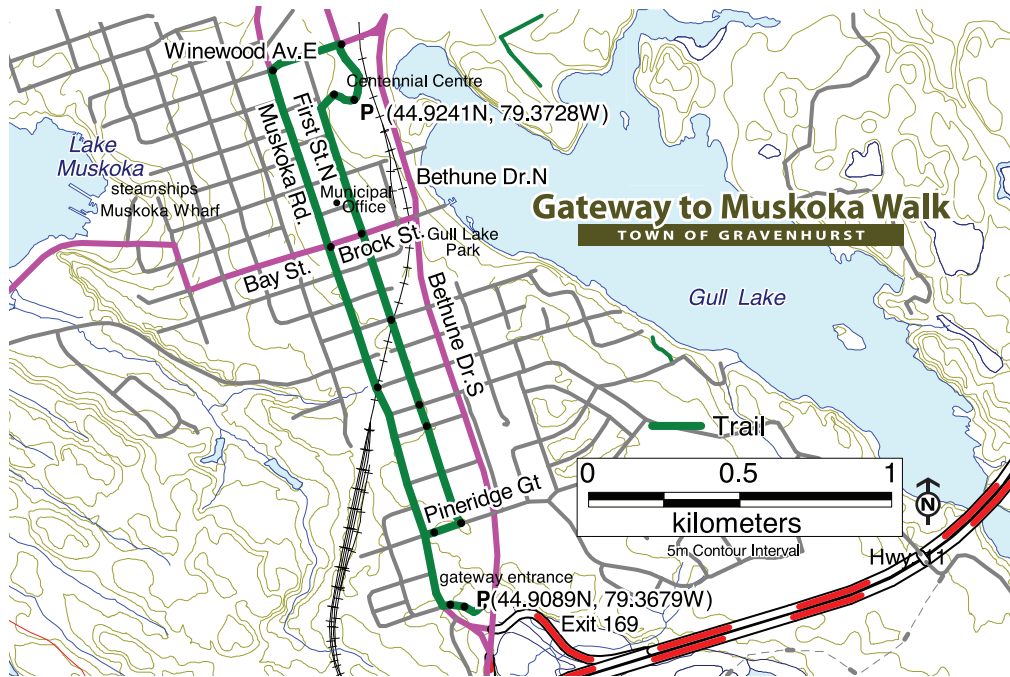 Winewood Av.E
Centennial Centre
P (44.9241N, 79.3728W)
First St.N
Muskoka Rd.
Lake
Muskoka
steamships
Muskoka Wharf
Municipal
Office
Bethune Dr.N
Gateway to Muskoka Walk
TOWN OF GRAVENHURST
Brock St.
Gull Lake
Park
Bay St.
Gull Lake
Bethune Dr.S
Trail
0 0.5 1
kilometers
5m Contour Interval
N
Pineridge Gt
Hwy. 11
gateway entrance
P(44.9089N, 79.3679W)
Exit 169